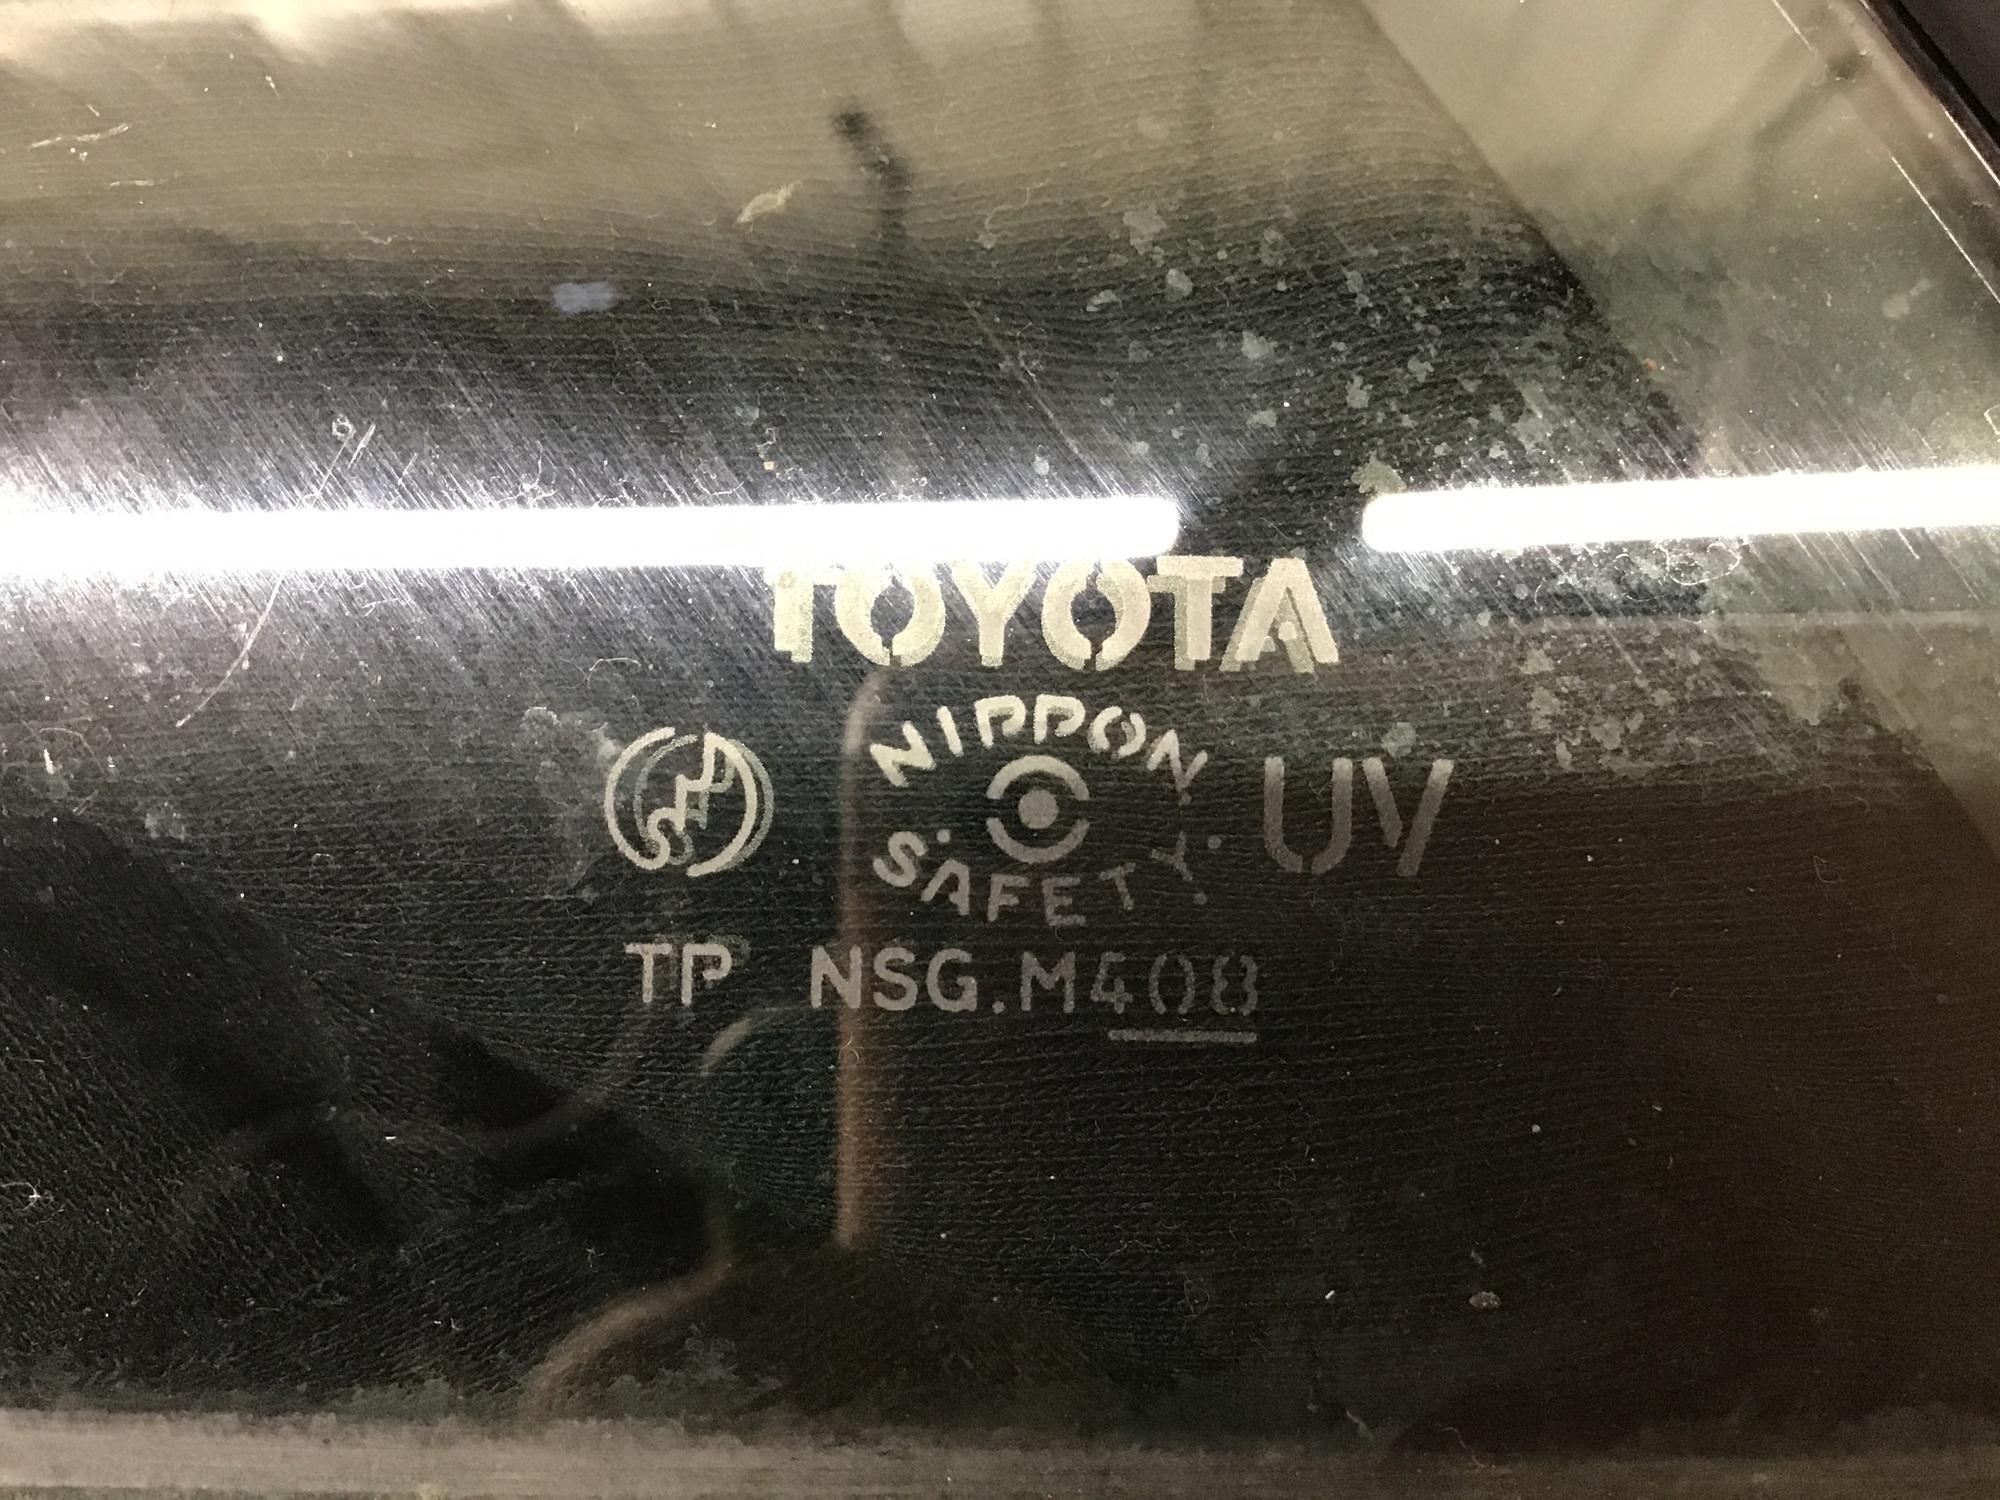 TOYOTA
NIPPON
SAFETY
UV
TP NSG.M408